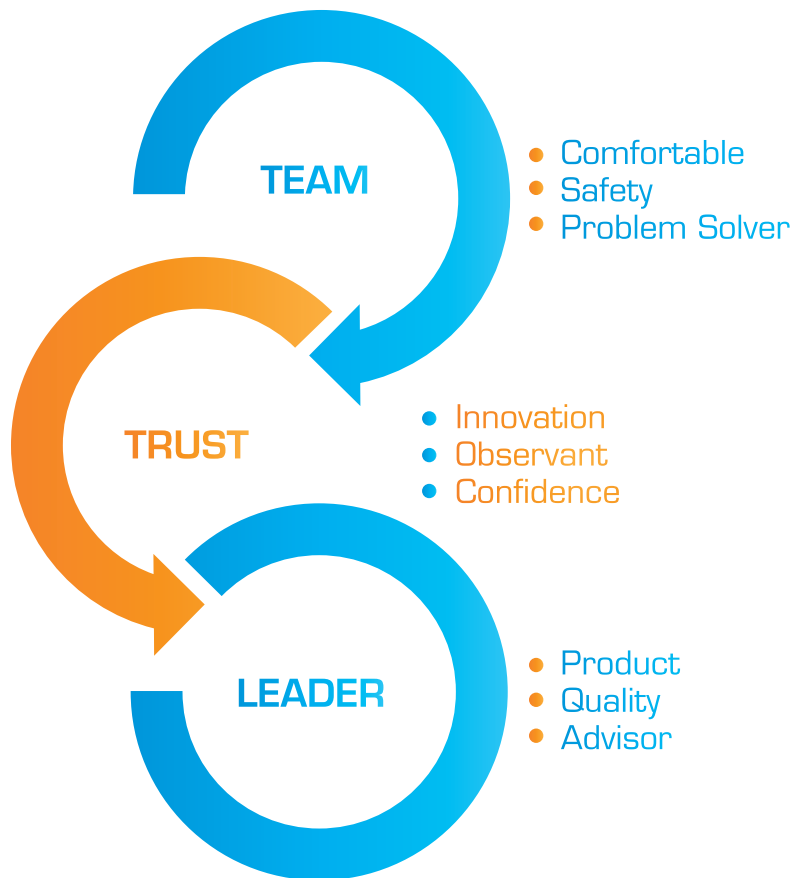 TEAM
Comfortable
Safety
Problem Solver
TRUST
Innovation
Observant
Confidence
LEADER
Product
Quality
Advisor